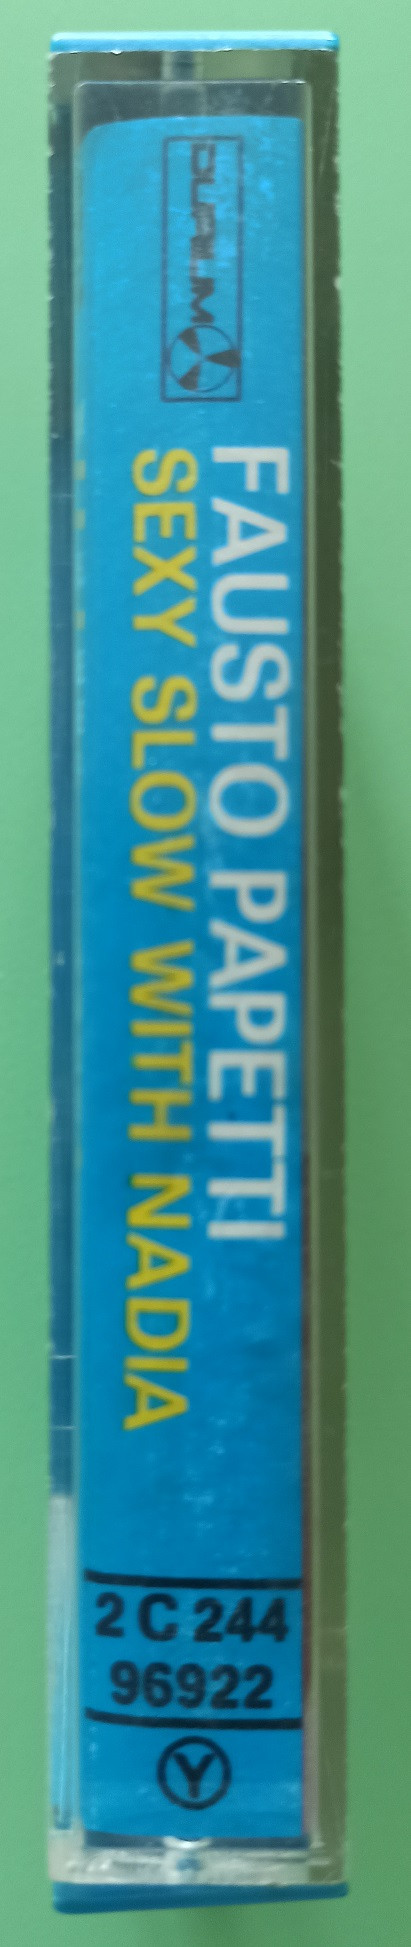 DURIUM
FAUSTO PAPETTI
SEXY SLOW WITH NADIA
2 C 244
96922
Y